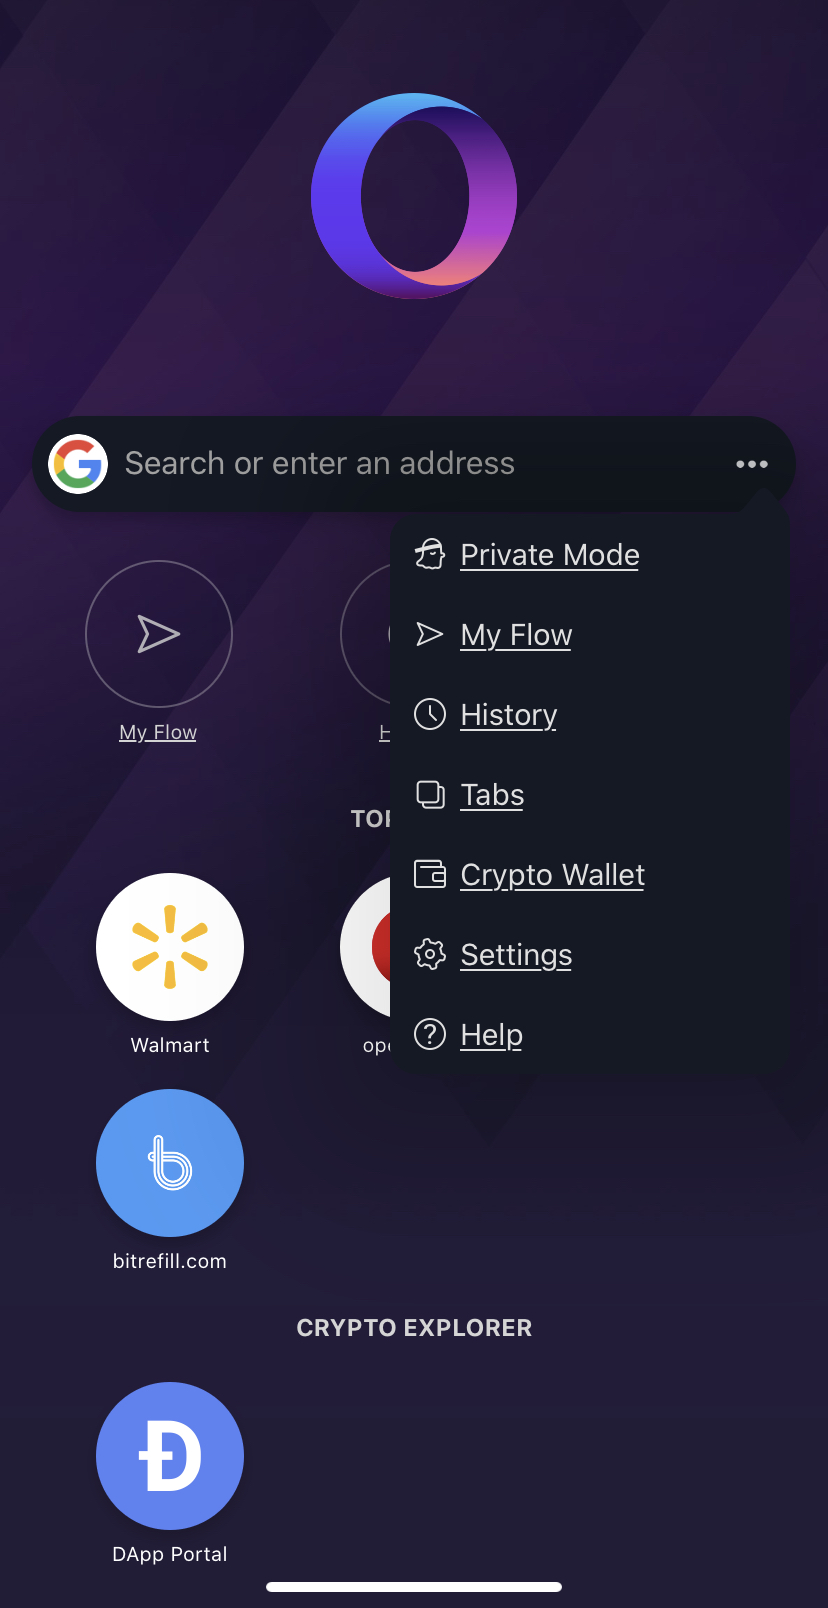 Search or enter an address
Private Mode
My Flow
History
Tabs
Crypto Wallet
Settings
Help
My Flow
Walmart
bitrefill.com
CRYPTO EXPLORER
DApp Portal